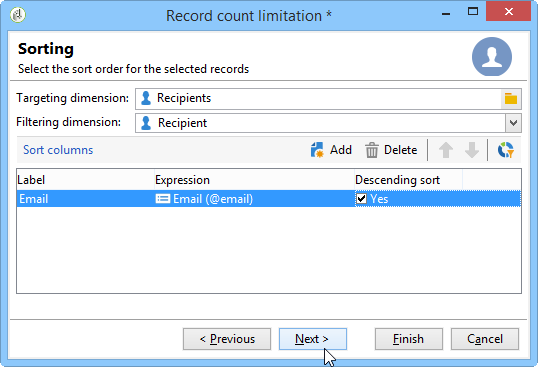 Record count limitation *
Sorting
Select the sort order for the selected records
Targeting dimension: Recipients
Filtering dimension: Recipient
Sort columns Add Delete
Label Expression Descending sort
Email Email (@email) Yes
< Previous Next > Finish Cancel